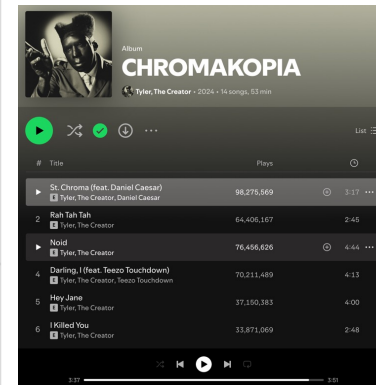 Album
CHROMAKOPIA
Tyler, The Creator • 2024 • 14 songs, 53 min
List
# Title Plays
St. Chroma (feat. Daniel Caesar) 98,275,569 3:17
E Tyler, The Creator, Daniel Caesar
2 Rah Tah Tah 64,406,167 2:45
E Tyler, The Creator
Noid 76,456,626 4:44
E Tyler, The Creator
4 Darling, I (feat. Teezo Touchdown) 70,211,489 4:13
E Tyler, The Creator, Teezo Touchdown
5 Hey Jane 37,150,383 4:00
E Tyler, The Creator
6 I Killed You 33,871,069 2:48
E Tyler, The Creator
3:37 3:51